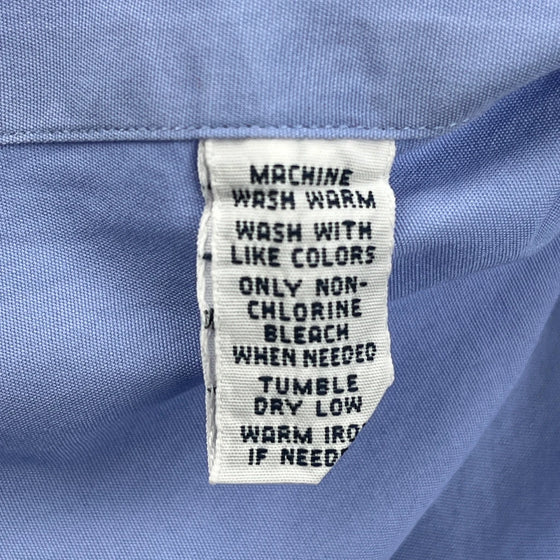 MACHINE
WASH WARM
WASH WITH
LIKE COLORS
ONLY NON-
CHLORINE
BLEACH
WHEN NEEDED
TUMBLE
DRY LOW
WARM IRO
IF NEED